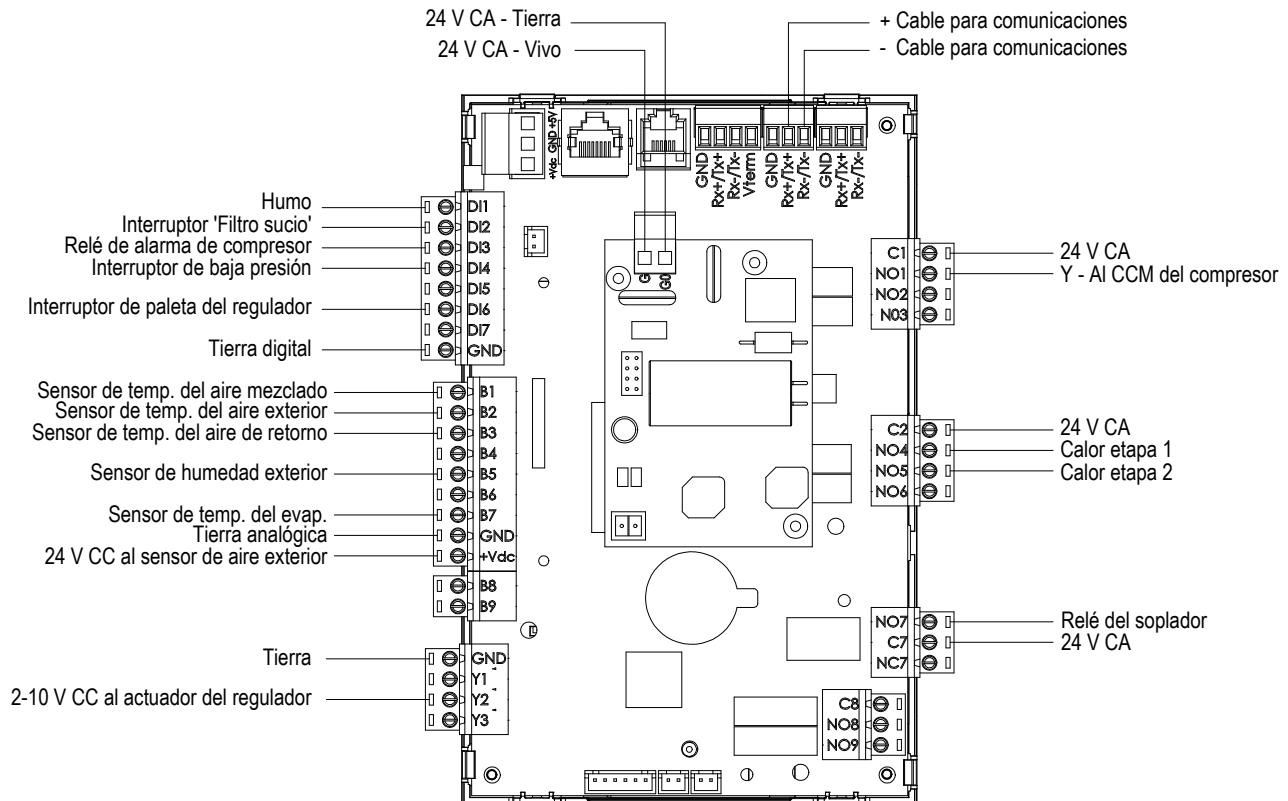 24 V CA - Tierra
24 V CA - Vivo
+ Cable para comunicaciones
- Cable para comunicaciones
+Vdc GND +5V
GND
Rx+/Tx+
Rx-/Tx-
Vterm
GND
Rx+/Tx+
Rx-/Tx-
GND
Rx+/Tx+
Rx-/Tx-
G
G0
Humo DI1
Interruptor 'Filtro sucio' DI2
Relé de alarma de compresor DI3
Interruptor de baja presión DI4
DI5
Interruptor de paleta del regulador DI6
DI7
Tierra digital GND
Sensor de temp. del aire mezclado B1
Sensor de temp. del aire exterior B2
Sensor de temp. del aire de retorno B3
B4
Sensor de humedad exterior B5
B6
Sensor de temp. del evap. B7
Tierra analógica GND
24 V CC al sensor de aire exterior +Vdc
B8
B9
Tierra GND
Y1
2-10 V CC al actuador del regulador Y2
Y3
C1 24 V CA
NO1 Y - Al CCM del compresor
NO2
N03
C2 24 V CA
NO4 Calor etapa 1
NO5 Calor etapa 2
NO6
NO7 Relé del soplador
C7 24 V CA
NC7
C8
NO8
NO9